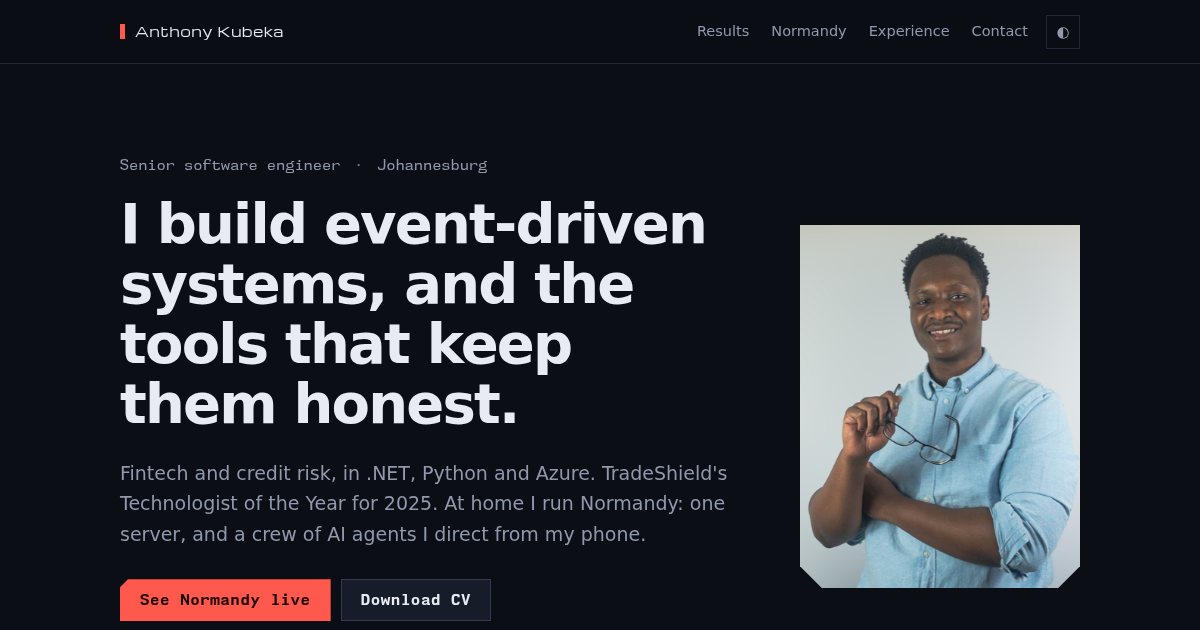 Anthony Kubeka
Results Normandy Experience Contact
Senior software engineer · Johannesburg
I build event-driven
systems, and the
tools that keep
them honest.
Fintech and credit risk, in .NET, Python and Azure. TradeShield's
Technologist of the Year for 2025. At home I run Normandy: one
server, and a crew of AI agents I direct from my phone.
See Normandy live
Download CV